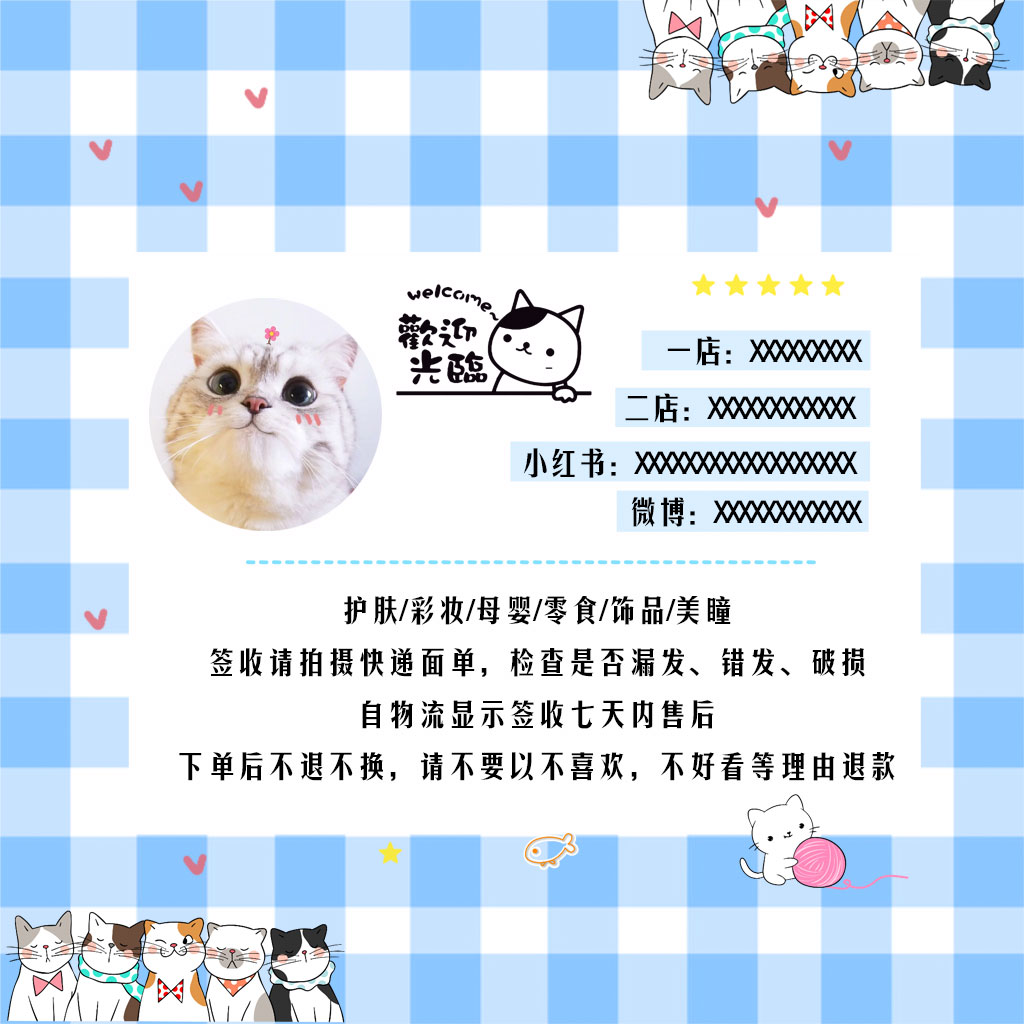 welcome~
歡迎
光臨
一店：XXXXXXXXX
二店：XXXXXXXXXXXX
小红书：XXXXXXXXXXXXXXXXXX
微博：XXXXXXXXXXXX
护肤/彩妆/母婴/零食/饰品/美瞳
签收请拍摄快递面单，检查是否漏发、错发、破损
自物流显示签收七天内售后
下单后不退不换，请不要以不喜欢，不好看等理由退款